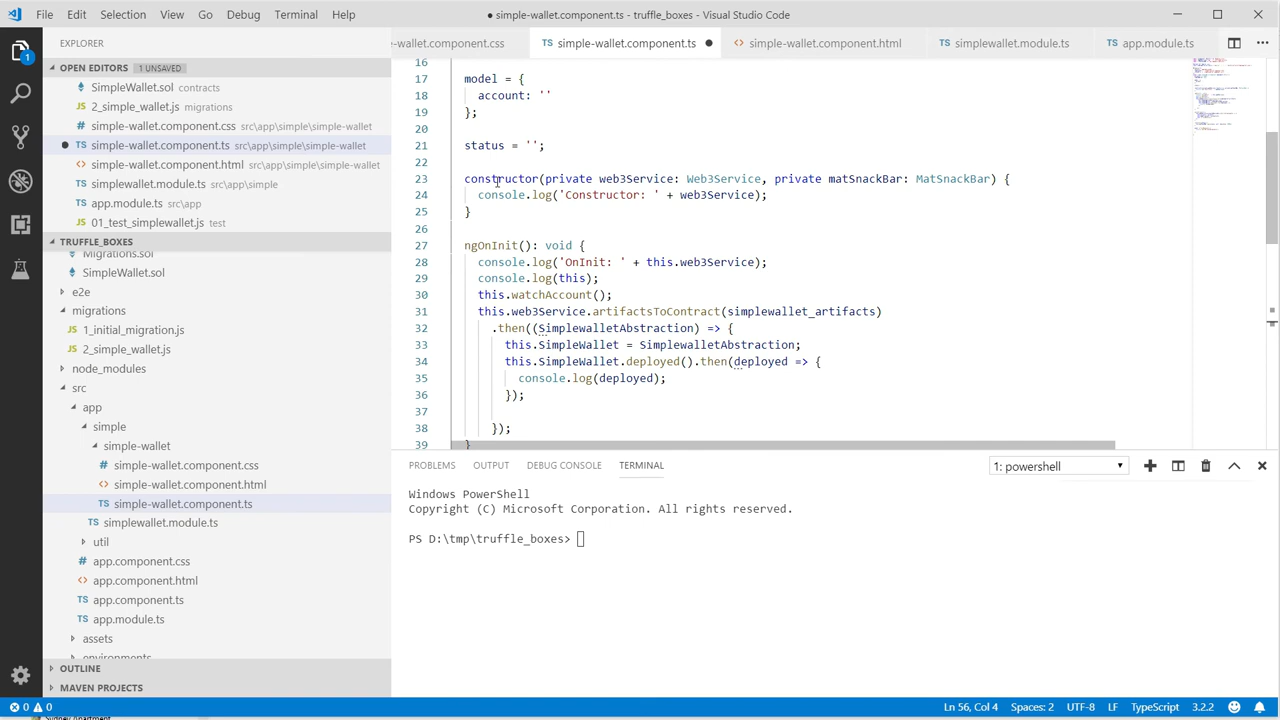 File Edit Selection View Go Debug Terminal Help
● simple-wallet.component.ts - truffle_boxes - Visual Studio Code
EXPLORER
-wallet.component.css
TS simple-wallet.component.ts
<> simple-wallet.component.html
TS simplewallet.module.ts
TS app.module.ts
OPEN EDITORS 1 UNSAVED
SimpleWallet.sol contracts
JS 2_simple_wallet.js migrations
# simple-wallet.component.css src\app\simple\simple-wallet
TS simple-wallet.component.ts src\app\simple\simple-wallet
<> simple-wallet.component.html src\app\simple\simple-wallet
TS simplewallet.module.ts src\app\simple
TS app.module.ts src\app
JS 01_test_simplewallet.js test
TRUFFLE_BOXES
Migrations.sol
SimpleWallet.sol
e2e
migrations
JS 1_initial_migration.js
JS 2_simple_wallet.js
node_modules
src
app
simple
simple-wallet
# simple-wallet.component.css
<> simple-wallet.component.html
TS simple-wallet.component.ts
TS simplewallet.module.ts
util
# app.component.css
<> app.component.html
TS app.component.ts
TS app.module.ts
assets
environments
OUTLINE
MAVEN PROJECTS
16
17 model = {
18 account: ''
19 };
20
21 status = '';
22
23 constructor(private web3Service: Web3Service, private matSnackBar: MatSnackBar) {
24 console.log('Constructor: ' + web3Service);
25 }
26
27 ngOnInit(): void {
28 console.log('OnInit: ' + this.web3Service);
29 console.log(this);
30 this.watchAccount();
31 this.web3Service.artifactsToContract(simplewallet_artifacts)
32 .then((SimplewalletAbstraction) => {
33 this.SimpleWallet = SimplewalletAbstraction;
34 this.SimpleWallet.deployed().then(deployed => {
35 console.log(deployed);
36 });
37
38 });
39 }
PROBLEMS OUTPUT DEBUG CONSOLE TERMINAL 1: powershell
Windows PowerShell
Copyright (C) Microsoft Corporation. All rights reserved.
PS D:\tmp\truffle_boxes>
0 0 Ln 56, Col 4 Spaces: 2 UTF-8 LF TypeScript 3.2.2
Sydney Apartment